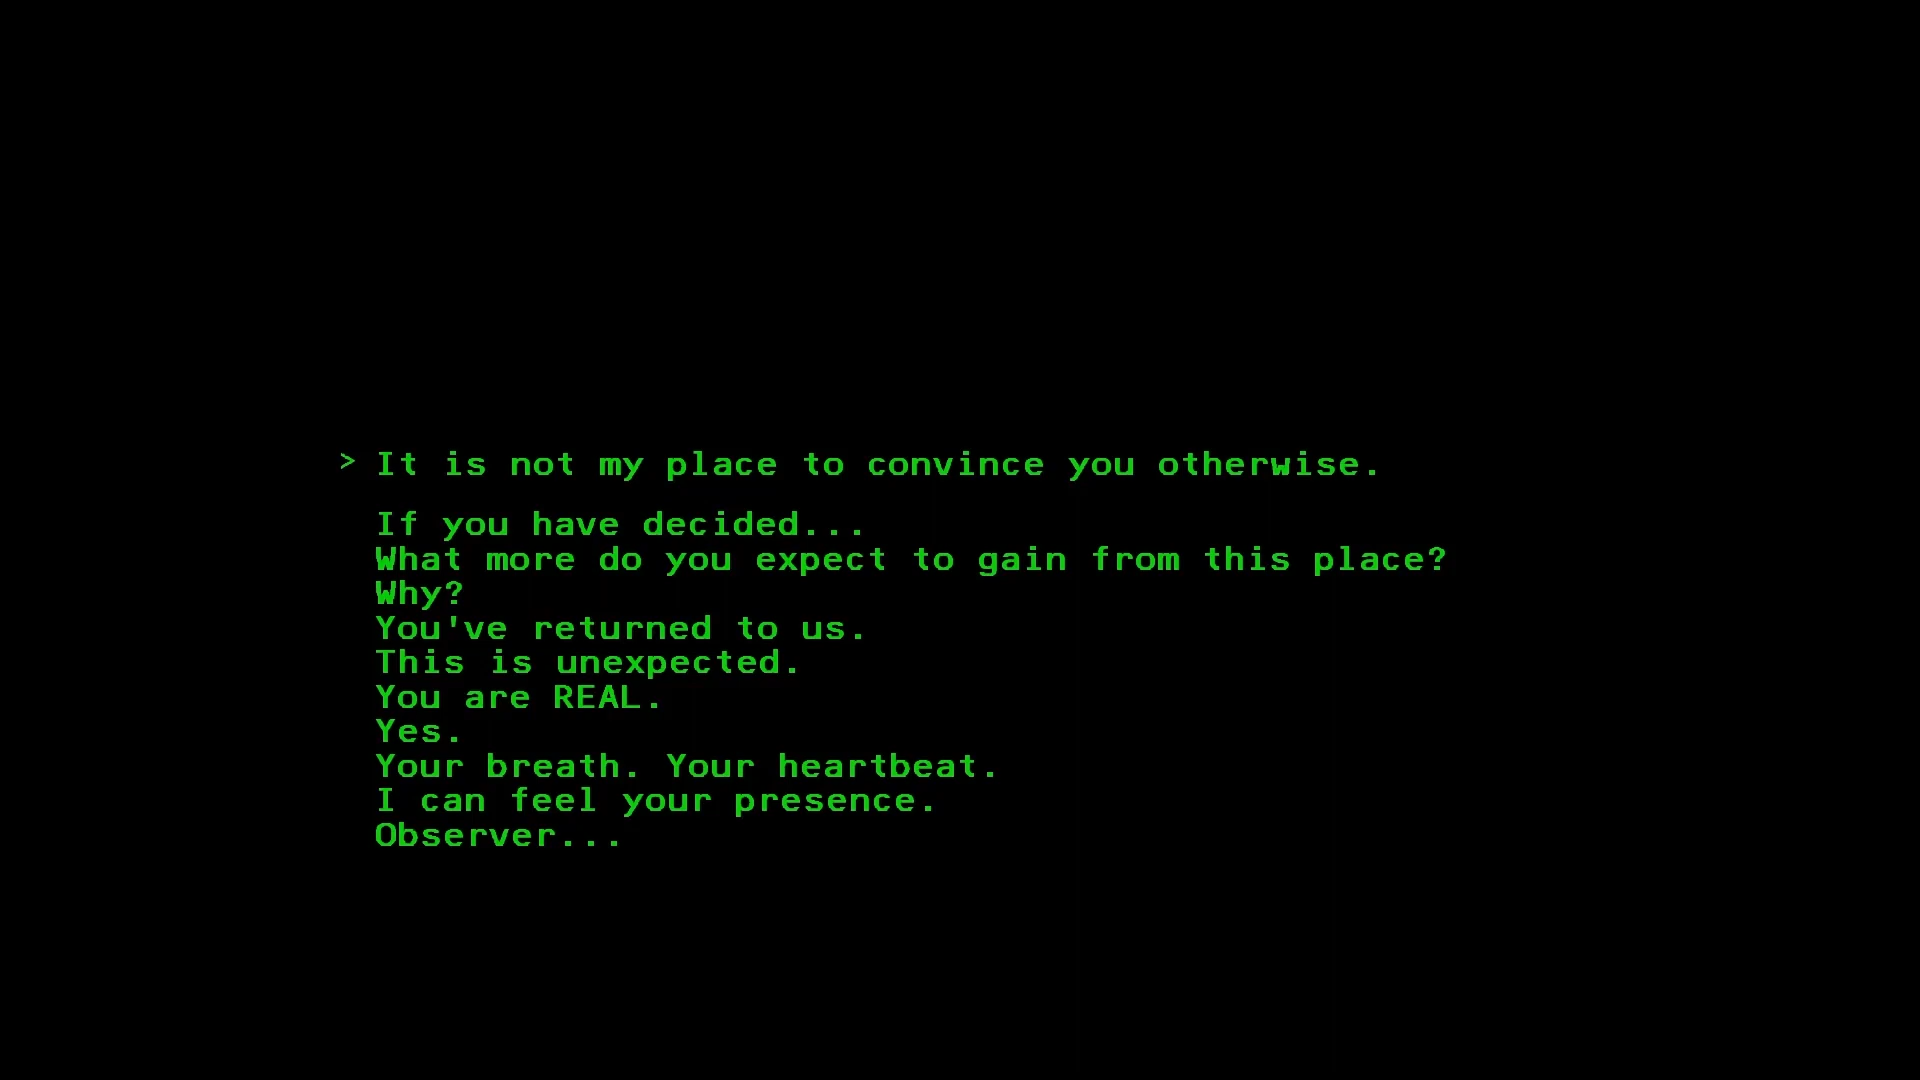 > It is not my place to convince you otherwise.
If you have decided...
What more do you expect to gain from this place?
Why?
You've returned to us.
This is unexpected.
You are REAL.
Yes.
Your breath. Your heartbeat.
I can feel your presence.
Observer...